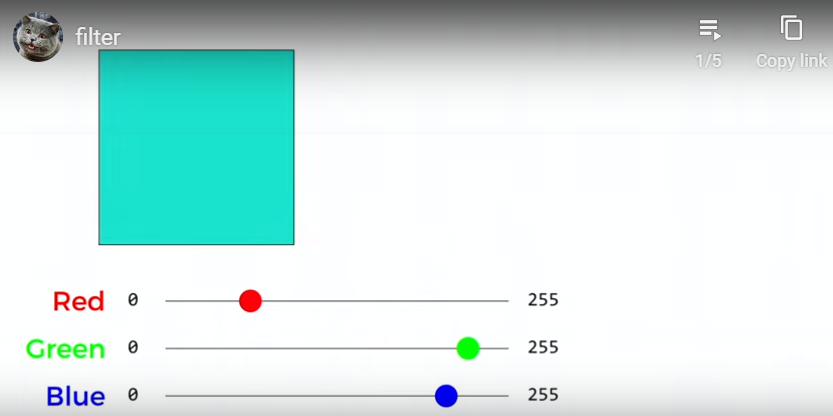 filter
1/5 Copy link
Red 0 255
Green 0 255
Blue 0 255